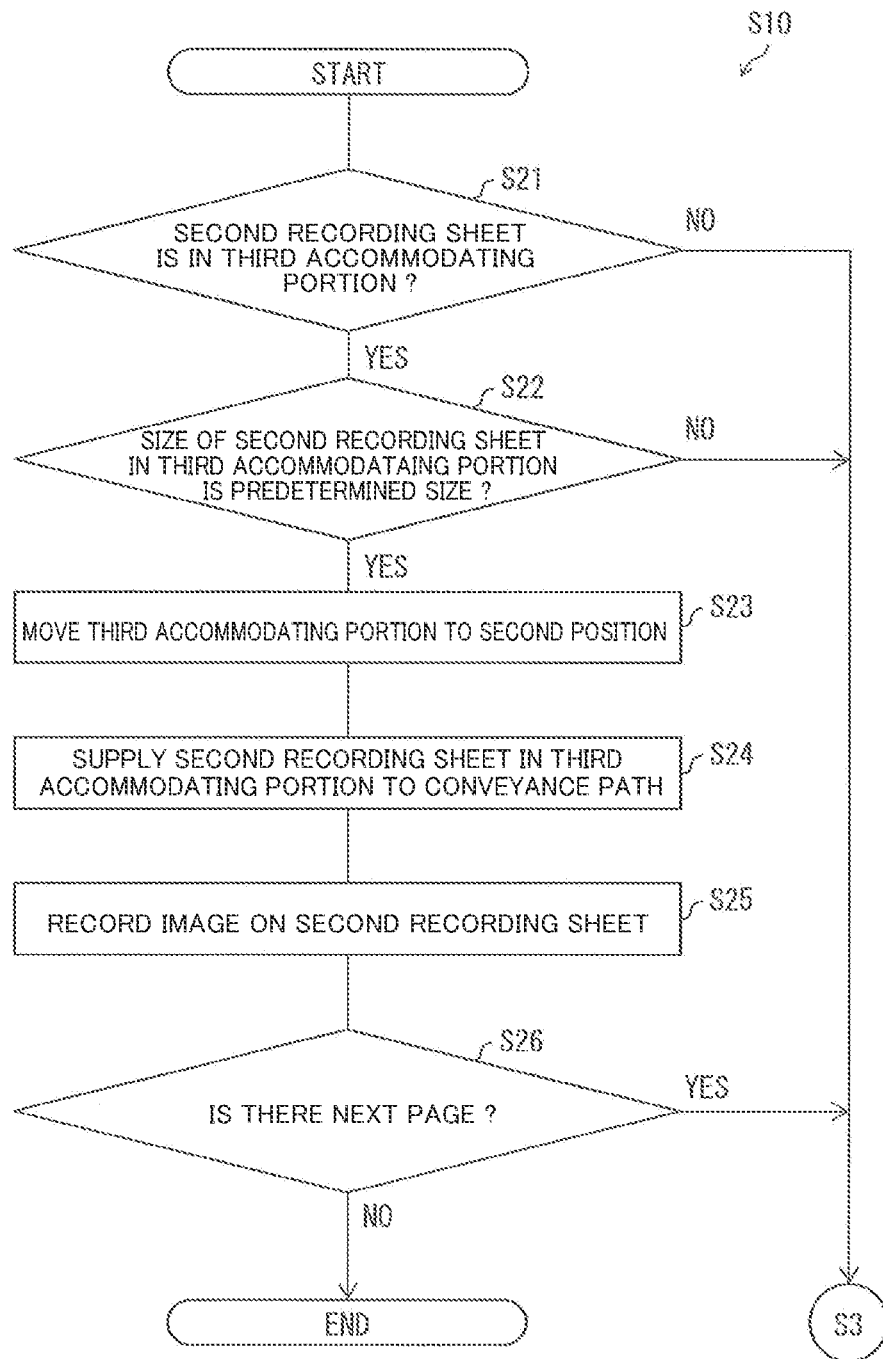 S10
START
S21
SECOND RECORDING SHEET
IS IN THIRD ACCOMMODATING
PORTION ?
NO
YES
S22
SIZE OF SECOND RECORDING SHEET
IN THIRD ACCOMMODATAING PORTION
IS PREDETERMINED SIZE ?
NO
YES
S23
MOVE THIRD ACCOMMODATING PORTION TO SECOND POSITION
SUPPLY SECOND RECORDING SHEET IN THIRD
ACCOMMODATING PORTION TO CONVEYANCE PATH
S24
RECORD IMAGE ON SECOND RECORDING SHEET
S25
S26
IS THERE NEXT PAGE ?
YES
NO
END
S3